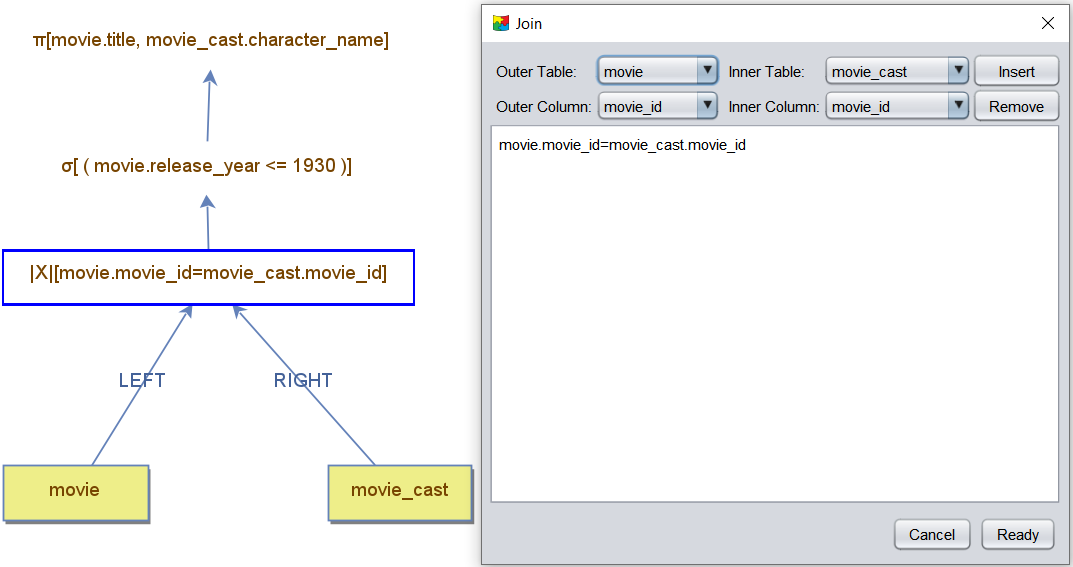 π[movie.title, movie_cast.character_name]
σ[ ( movie.release_year <= 1930 )]
|X|[movie.movie_id=movie_cast.movie_id]
LEFT
RIGHT
movie
movie_cast
Join
Outer Table: movie Inner Table: movie_cast Insert
Outer Column: movie_id Inner Column: movie_id Remove
movie.movie_id=movie_cast.movie_id
Cancel Ready